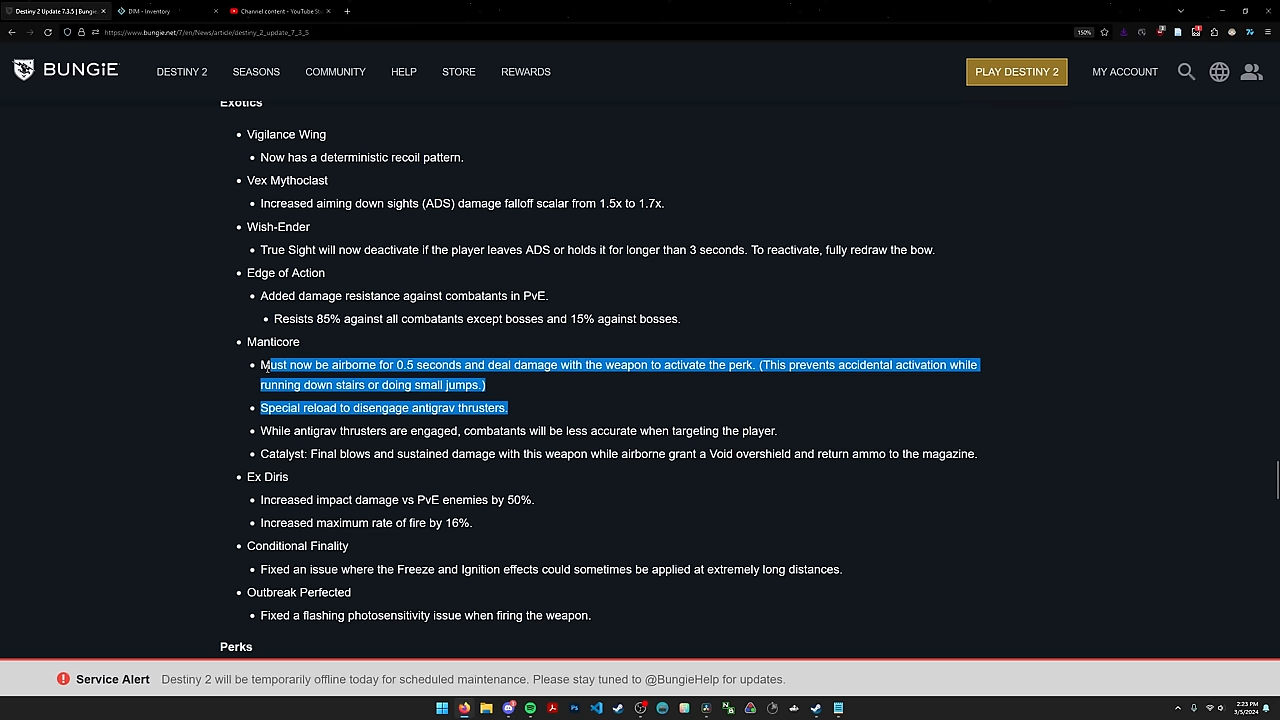 Destiny 2 Update 7.3.5 | Bungie
DIM - Inventory
Channel content - YouTube St
https://www.bungie.net/7/en/News/article/destiny_2_update_7_3_5
150%
BUNGiE
DESTINY 2
SEASONS
COMMUNITY
HELP
STORE
REWARDS
PLAY DESTINY 2
MY ACCOUNT
Exotics
• Vigilance Wing
• Now has a deterministic recoil pattern.
• Vex Mythoclast
• Increased aiming down sights (ADS) damage falloff scalar from 1.5x to 1.7x.
• Wish-Ender
• True Sight will now deactivate if the player leaves ADS or holds it for longer than 3 seconds. To reactivate, fully redraw the bow.
• Edge of Action
• Added damage resistance against combatants in PvE.
• Resists 85% against all combatants except bosses and 15% against bosses.
• Manticore
• Must now be airborne for 0.5 seconds and deal damage with the weapon to activate the perk. (This prevents accidental activation while
running down stairs or doing small jumps.)
• Special reload to disengage antigrav thrusters.
• While antigrav thrusters are engaged, combatants will be less accurate when targeting the player.
• Catalyst: Final blows and sustained damage with this weapon while airborne grant a Void overshield and return ammo to the magazine.
• Ex Diris
• Increased impact damage vs PvE enemies by 50%.
• Increased maximum rate of fire by 16%.
• Conditional Finality
• Fixed an issue where the Freeze and Ignition effects could sometimes be applied at extremely long distances.
• Outbreak Perfected
• Fixed a flashing photosensitivity issue when firing the weapon.
Perks
Service Alert
Destiny 2 will be temporarily offline today for scheduled maintenance. Please stay tuned to @BungieHelp for updates.
2:23 PM
3/5/2024